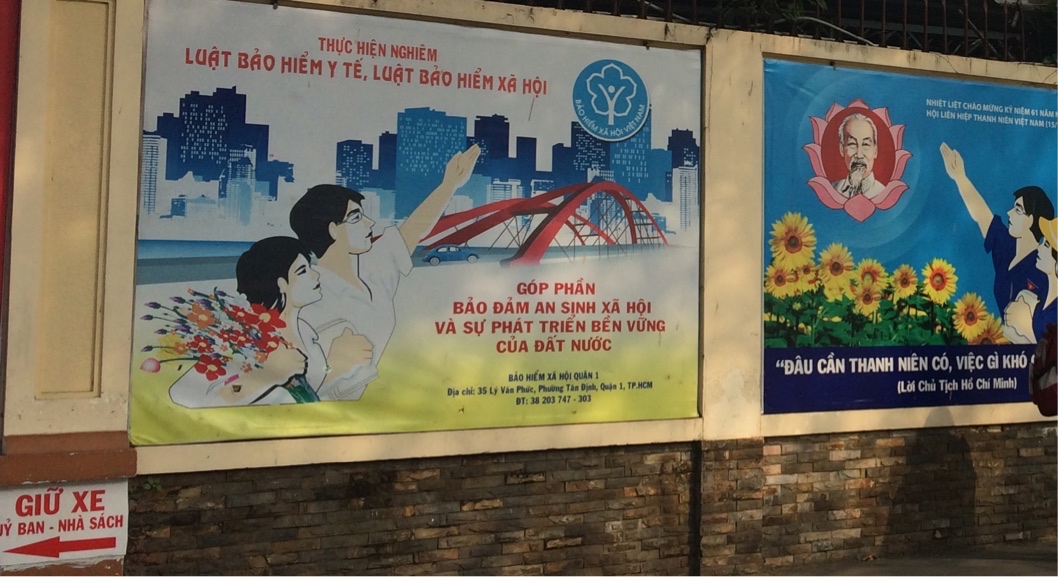 THỰC HIỆN NGHIÊM
LUẬT BẢO HIỂM Y TẾ, LUẬT BẢO HIỂM XÃ HỘI
BẢO HIỂM XÃ HỘI VIỆT NAM
GÓP PHẦN
BẢO ĐẢM AN SINH XÃ HỘI
VÀ SỰ PHÁT TRIỂN BỀN VỮNG
CỦA ĐẤT NƯỚC
BẢO HIỂM XÃ HỘI QUẬN 1
Địa chỉ: 35 Lý Văn Phức, Phường Tân Định, Quận 1, TP.HCM
ĐT: 38 203 747 - 303
NHIỆT LIỆT CHÀO MỪNG KỶ NIỆM 61 NĂM
HỘI LIÊN HIỆP THANH NIÊN VIỆT NAM (15/
"ĐÂU CẦN THANH NIÊN CÓ, VIỆC GÌ KHÓ
(Lời Chủ Tịch Hồ Chí Minh)
GIỮ XE
UỶ BAN - NHÀ SÁCH